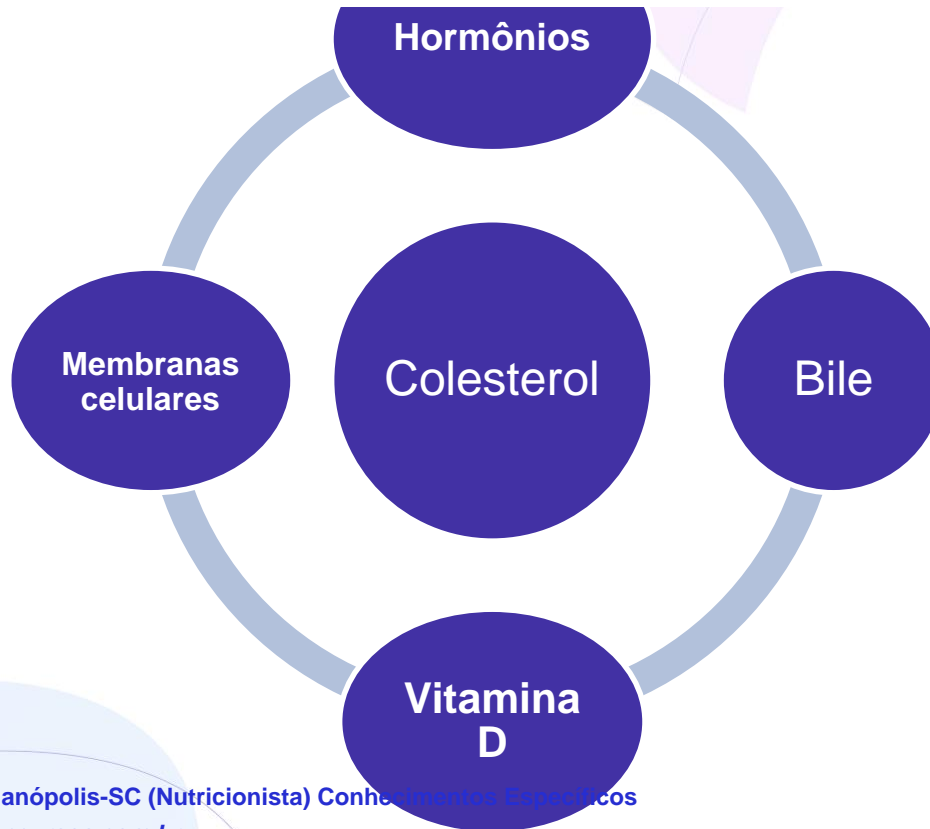 Hormônios
Membranas
celulares
Colesterol
Bile
Vitamina
D
anópolis-SC (Nutricionista) Conhecimentos Específicos